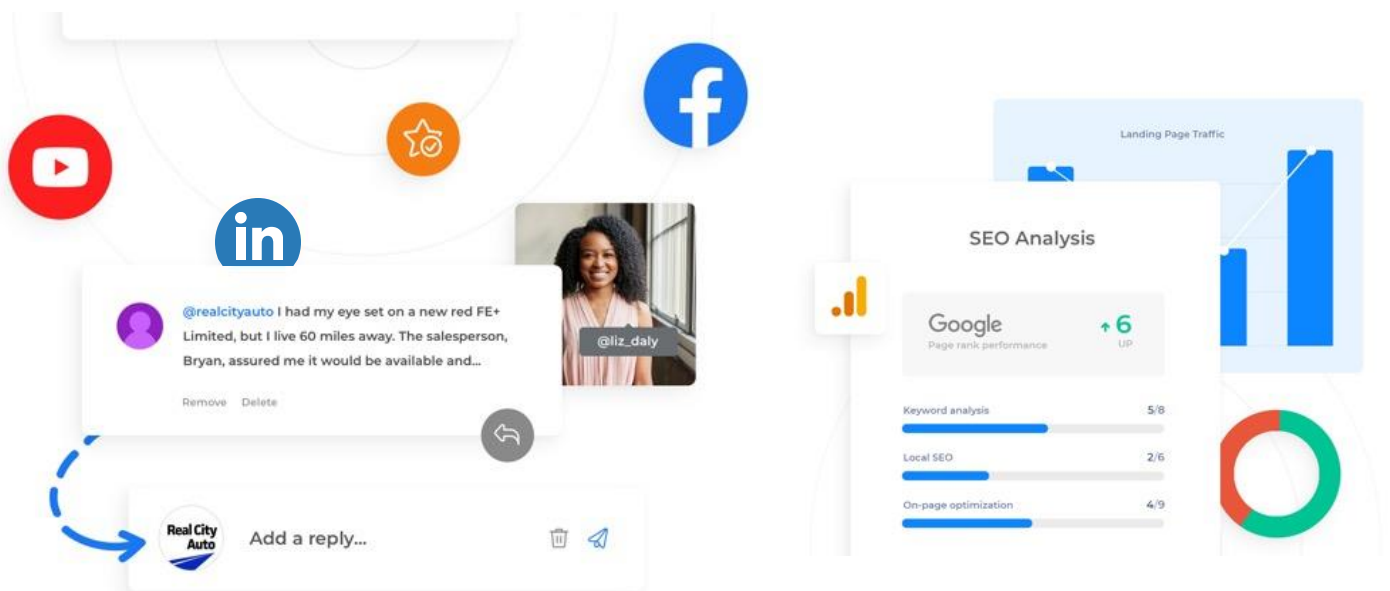 in
@realcityauto I had my eye set on a new red FE+
Limited, but I live 60 miles away. The salesperson,
Bryan, assured me it would be available and...
Remove Delete
@liz_daly
Real City
Auto
Add a reply...
Landing Page Traffic
SEO Analysis
Google
Page rank performance
6
UP
Keyword analysis 5/8
Local SEO 2/6
On-page optimization 4/9